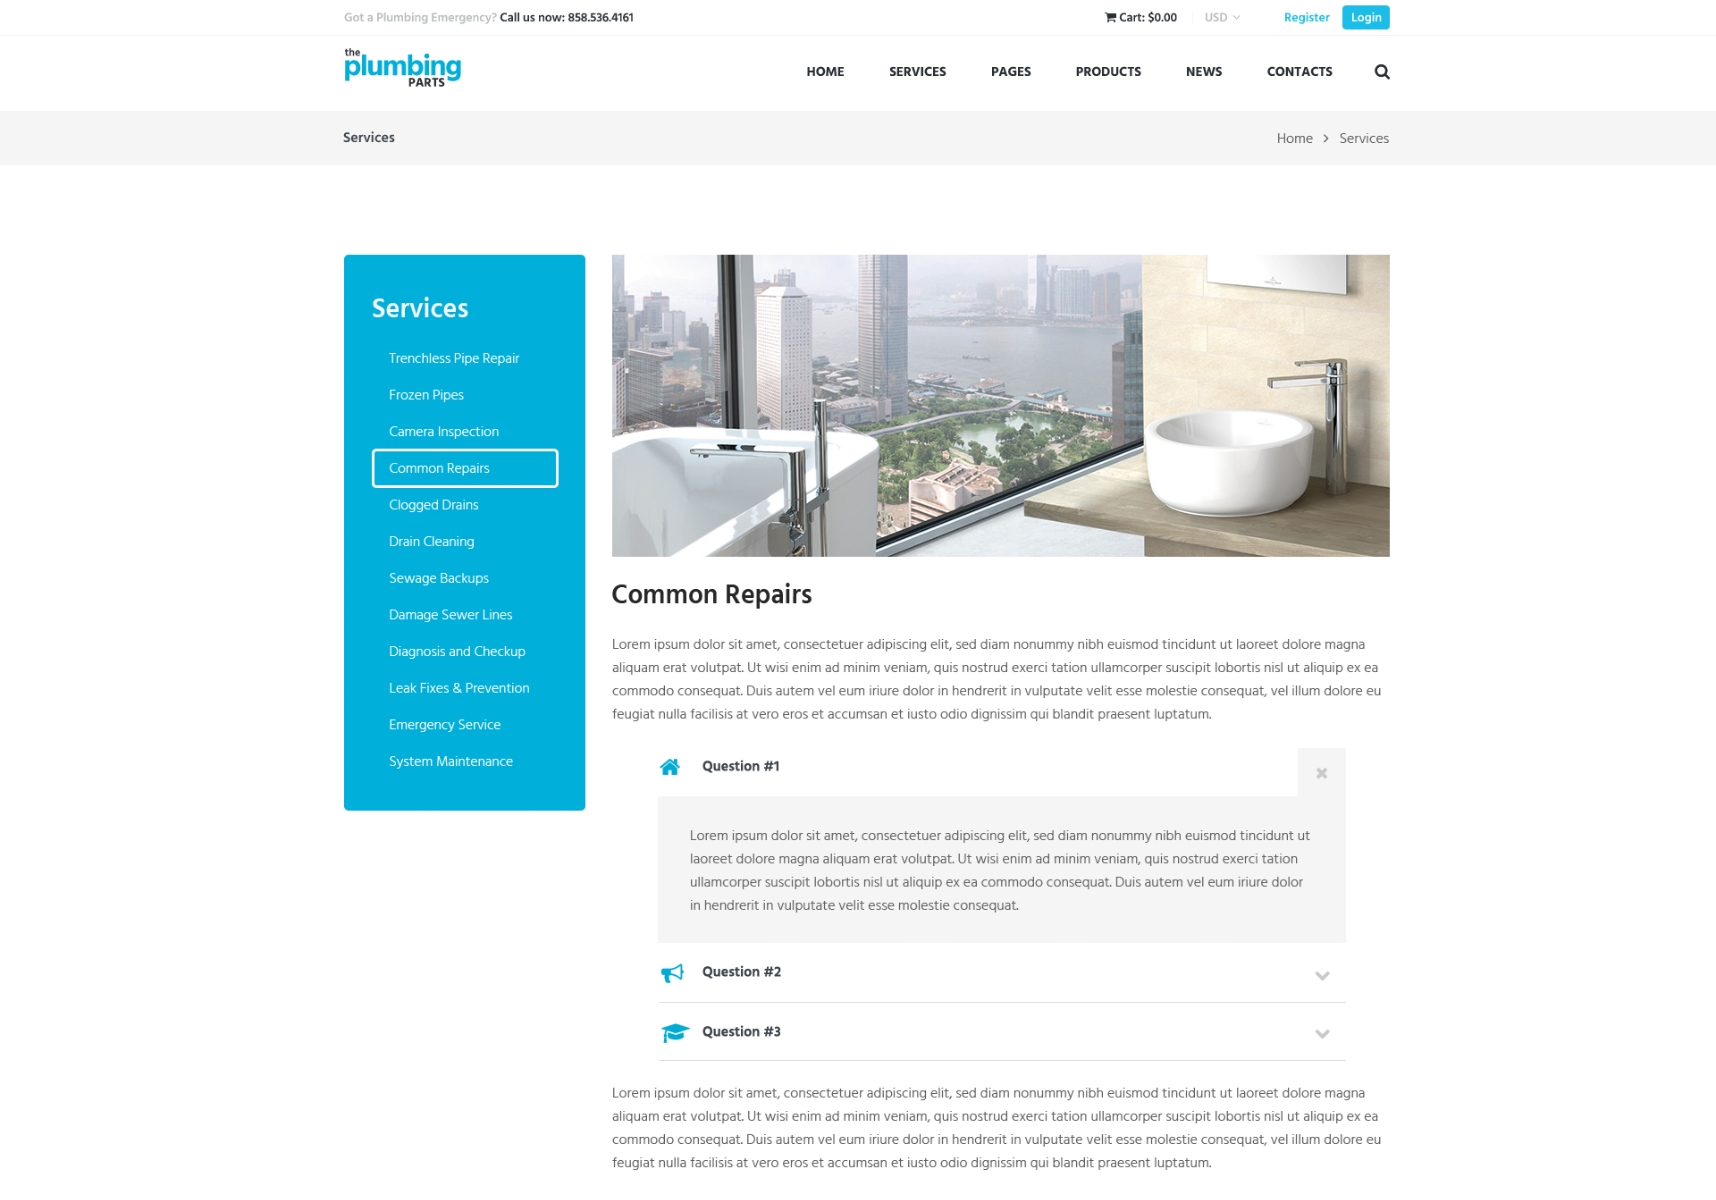 Got a Plumbing Emergency? Call us now: 858.536.4161
Cart: $0.00
USD
Register
Login
the
plumbing
PARTS
HOME
SERVICES
PAGES
PRODUCTS
NEWS
CONTACTS
Services
Home > Services
Services
Trenchless Pipe Repair
Frozen Pipes
Camera Inspection
Common Repairs
Clogged Drains
Drain Cleaning
Sewage Backups
Damage Sewer Lines
Diagnosis and Checkup
Leak Fixes & Prevention
Emergency Service
System Maintenance
Common Repairs
Lorem ipsum dolor sit amet, consectetuer adipiscing elit, sed diam nonummy nibh euismod tincidunt ut laoreet dolore magna
aliquam erat volutpat. Ut wisi enim ad minim veniam, quis nostrud exerci tation ullamcorper suscipit lobortis nisl ut aliquip ex ea
commodo consequat. Duis autem vel eum iriure dolor in hendrerit in vulputate velit esse molestie consequat, vel illum dolore eu
feugiat nulla facilisis at vero eros et accumsan et iusto odio dignissim qui blandit praesent luptatum.
Question #1
Lorem ipsum dolor sit amet, consectetuer adipiscing elit, sed diam nonummy nibh euismod tincidunt ut
laoreet dolore magna aliquam erat volutpat. Ut wisi enim ad minim veniam, quis nostrud exerci tation
ullamcorper suscipit lobortis nisl ut aliquip ex ea commodo consequat. Duis autem vel eum iriure dolor
in hendrerit in vulputate velit esse molestie consequat.
Question #2
Question #3
Lorem ipsum dolor sit amet, consectetuer adipiscing elit, sed diam nonummy nibh euismod tincidunt ut laoreet dolore magna
aliquam erat volutpat. Ut wisi enim ad minim veniam, quis nostrud exerci tation ullamcorper suscipit lobortis nisl ut aliquip ex ea
commodo consequat. Duis autem vel eum iriure dolor in hendrerit in vulputate velit esse molestie consequat, vel illum dolore eu
feugiat nulla facilisis at vero eros et accumsan et iusto odio dignissim qui blandit praesent luptatum.